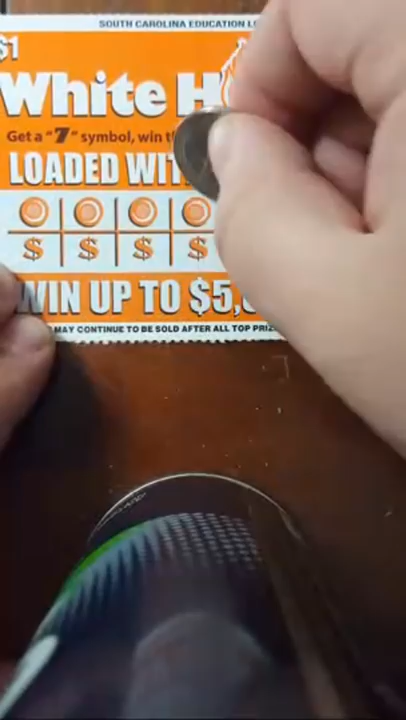 SOUTH CAROLINA EDUCATION L
$1
White H
Get a "7" symbol, win t
LOADED WIT
$ $ $ $
WIN UP TO $5,
MAY CONTINUE TO BE SOLD AFTER ALL TOP PRIZ